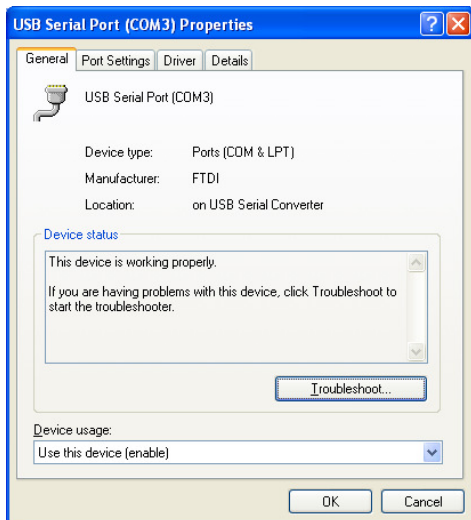 USB Serial Port (COM3) Properties
General Port Settings Driver Details
USB Serial Port (COM3)
Device type: Ports (COM & LPT)
Manufacturer: FTDI
Location: on USB Serial Converter
Device status
This device is working properly.
If you are having problems with this device, click Troubleshoot to
start the troubleshooter.
Troubleshoot...
Device usage:
Use this device (enable)
OK Cancel